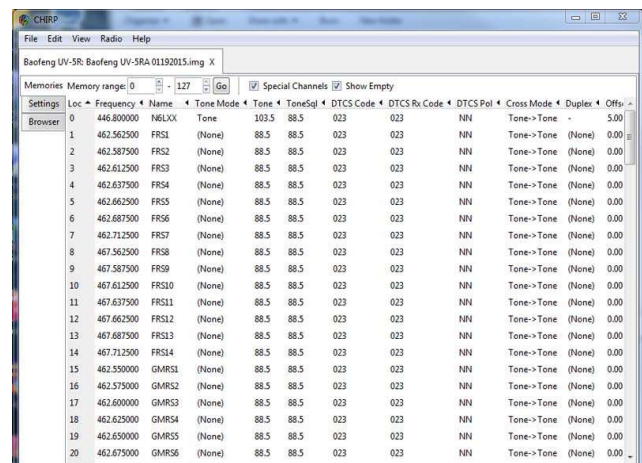 CHIRP
File Edit View Radio Help
Baofeng UV-5R: Baofeng UV-5RA 01192015.img X
Memories Memory range: 0 - 127 Go Special Channels Show Empty
Settings Loc Frequency Name Tone Mode Tone ToneSql DTCS Code DTCS Rx Code DTCS Pol Cross Mode Duplex Offs
Browser 0 446.800000 N6LXX Tone 103.5 88.5 023 023 NN Tone->Tone - 5.00
1 462.562500 FRS1 (None) 88.5 88.5 023 023 NN Tone->Tone (None) 0.00
2 462.587500 FRS2 (None) 88.5 88.5 023 023 NN Tone->Tone (None) 0.00
3 462.612500 FRS3 (None) 88.5 88.5 023 023 NN Tone->Tone (None) 0.00
4 462.637500 FRS4 (None) 88.5 88.5 023 023 NN Tone->Tone (None) 0.00
5 462.662500 FRS5 (None) 88.5 88.5 023 023 NN Tone->Tone (None) 0.00
6 462.687500 FRS6 (None) 88.5 88.5 023 023 NN Tone->Tone (None) 0.00
7 462.712500 FRS7 (None) 88.5 88.5 023 023 NN Tone->Tone (None) 0.00
8 467.562500 FRS8 (None) 88.5 88.5 023 023 NN Tone->Tone (None) 0.00
9 467.587500 FRS9 (None) 88.5 88.5 023 023 NN Tone->Tone (None) 0.00
10 467.612500 FRS10 (None) 88.5 88.5 023 023 NN Tone->Tone (None) 0.00
11 467.637500 FRS11 (None) 88.5 88.5 023 023 NN Tone->Tone (None) 0.00
12 467.662500 FRS12 (None) 88.5 88.5 023 023 NN Tone->Tone (None) 0.00
13 467.687500 FRS13 (None) 88.5 88.5 023 023 NN Tone->Tone (None) 0.00
14 467.712500 FRS14 (None) 88.5 88.5 023 023 NN Tone->Tone (None) 0.00
15 462.550000 GMRS1 (None) 88.5 88.5 023 023 NN Tone->Tone (None) 0.00
16 462.575000 GMRS2 (None) 88.5 88.5 023 023 NN Tone->Tone (None) 0.00
17 462.600000 GMRS3 (None) 88.5 88.5 023 023 NN Tone->Tone (None) 0.00
18 462.625000 GMRS4 (None) 88.5 88.5 023 023 NN Tone->Tone (None) 0.00
19 462.650000 GMRS5 (None) 88.5 88.5 023 023 NN Tone->Tone (None) 0.00
20 462.675000 GMRS6 (None) 88.5 88.5 023 023 NN Tone->Tone (None) 0.00